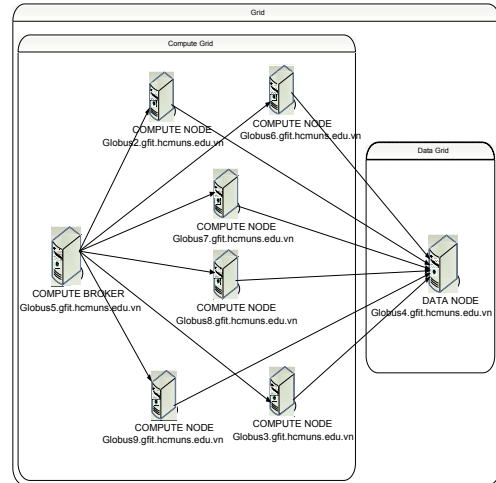 Grid
Compute Grid
COMPUTE NODE
Globus2.gfit.hcmuns.edu.vn
COMPUTE NODE
Globus6.gfit.hcmuns.edu.vn
Data Grid
COMPUTE NODE
Globus7.gfit.hcmuns.edu.vn
COMPUTE BROKER
Globus5.gfit.hcmuns.edu.vn
COMPUTE NODE
Globus8.gfit.hcmuns.edu.vn
DATA NODE
Globus4.gfit.hcmuns.edu.vn
COMPUTE NODE
Globus9.gfit.hcmuns.edu.vn
COMPUTE NODE
Globus3.gfit.hcmuns.edu.vn